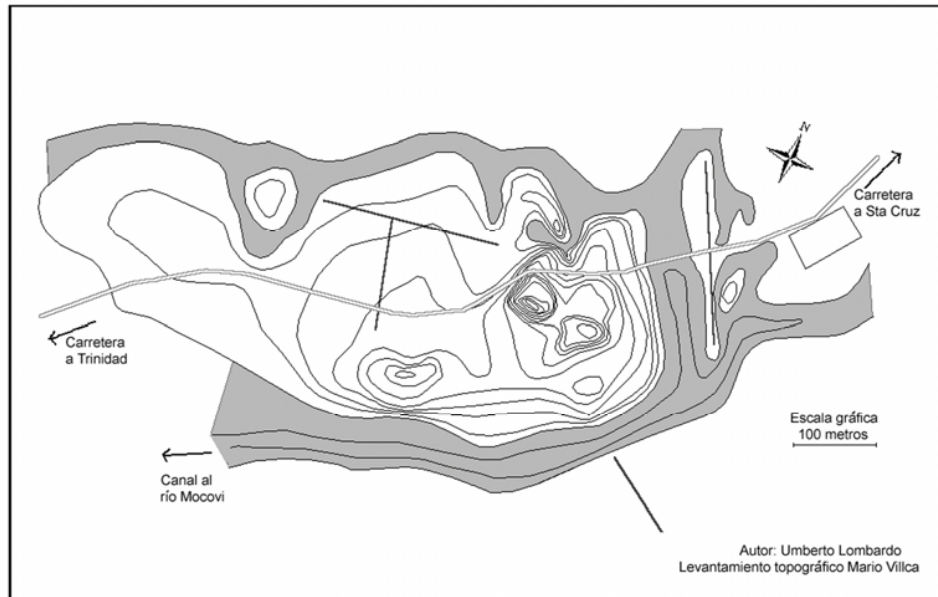 N
Carretera
a Sta Cruz
Carretera
a Trinidad
Escala gráfica
100 metros
Canal al
río Mocovi
Autor: Umberto Lombardo
Levantamiento topográfico Mario Villca